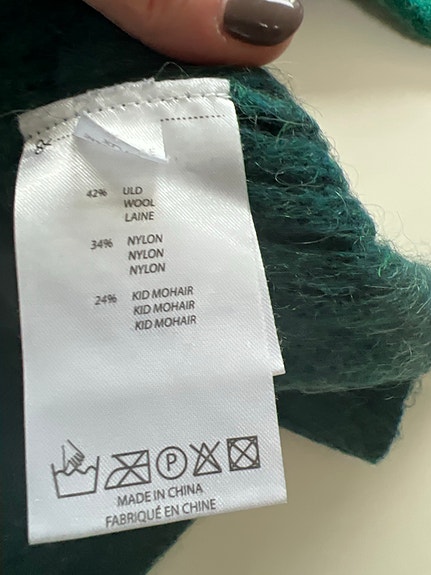 42% ULD
WOOL
LAINE
34% NYLON
NYLON
NYLON
24% KID MOHAIR
KID MOHAIR
KID MOHAIR
P
MADE IN CHINA
FABRIQUÉ EN CHINE